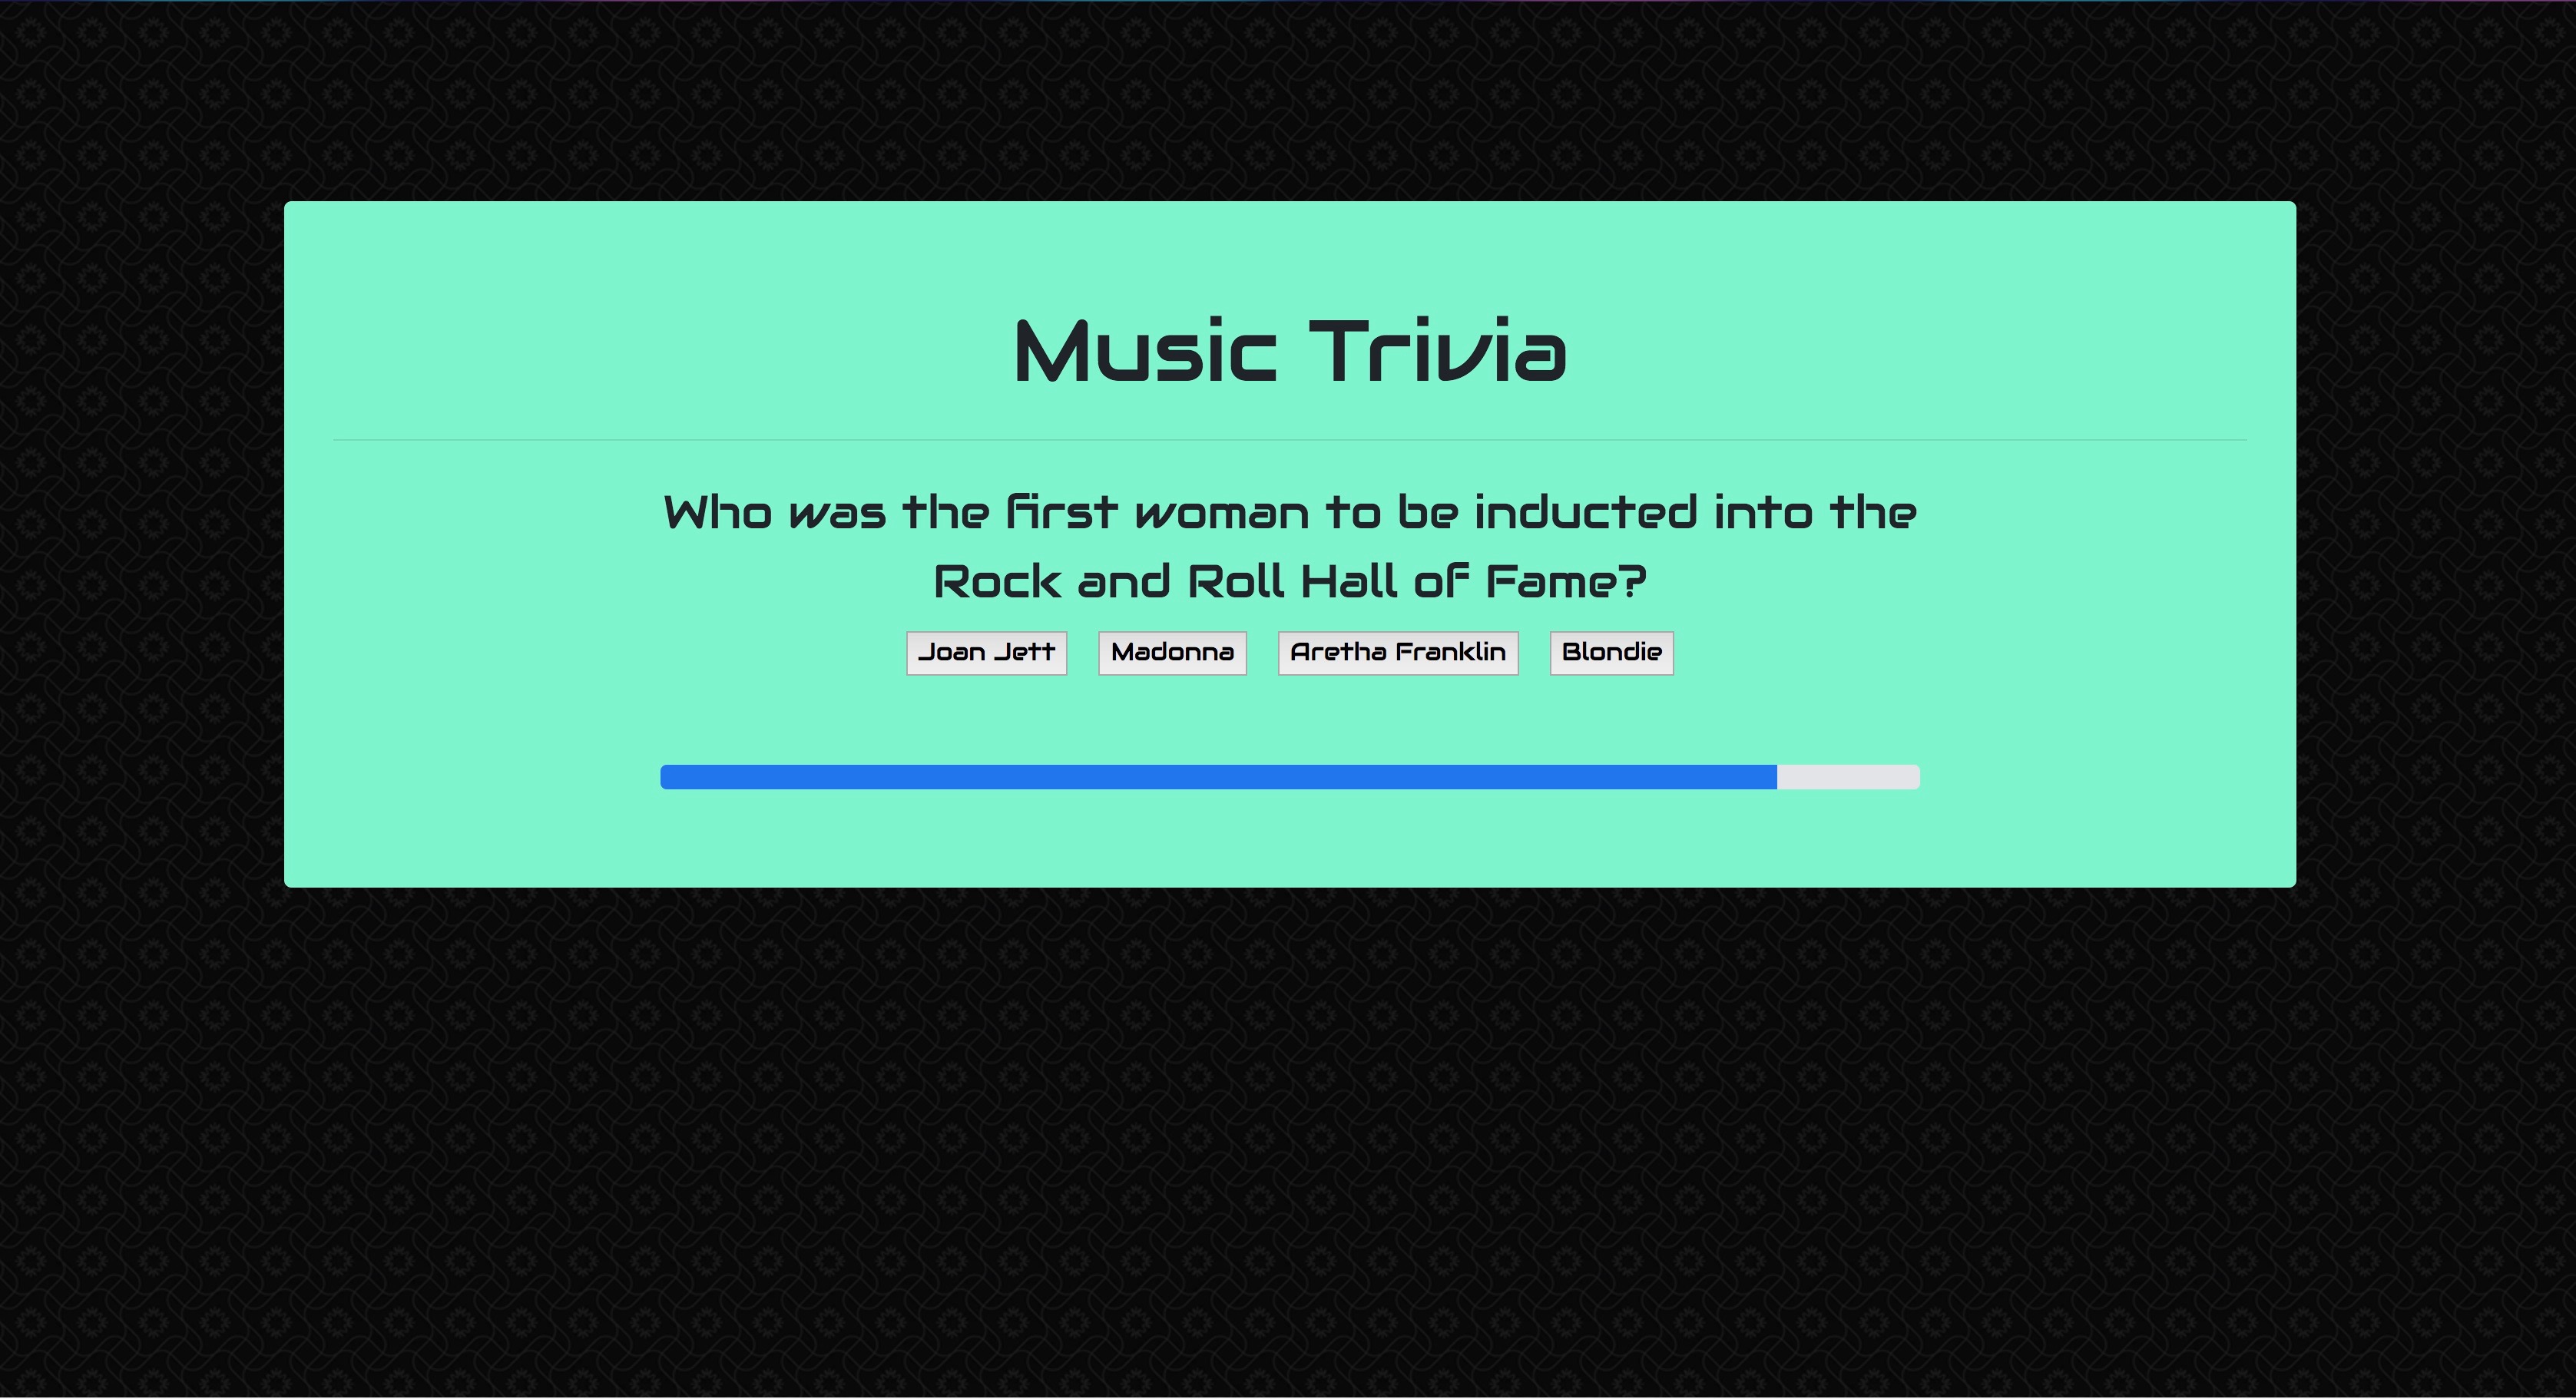 Music Trivia
Who was the first woman to be inducted into the
Rock and Roll Hall of Fame?
Joan Jett Madonna Aretha Franklin Blondie